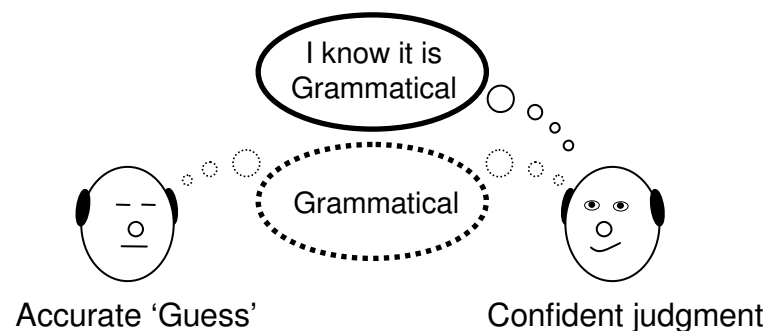 I know it is
Grammatical
Grammatical
Accurate ‘Guess’
Confident judgment